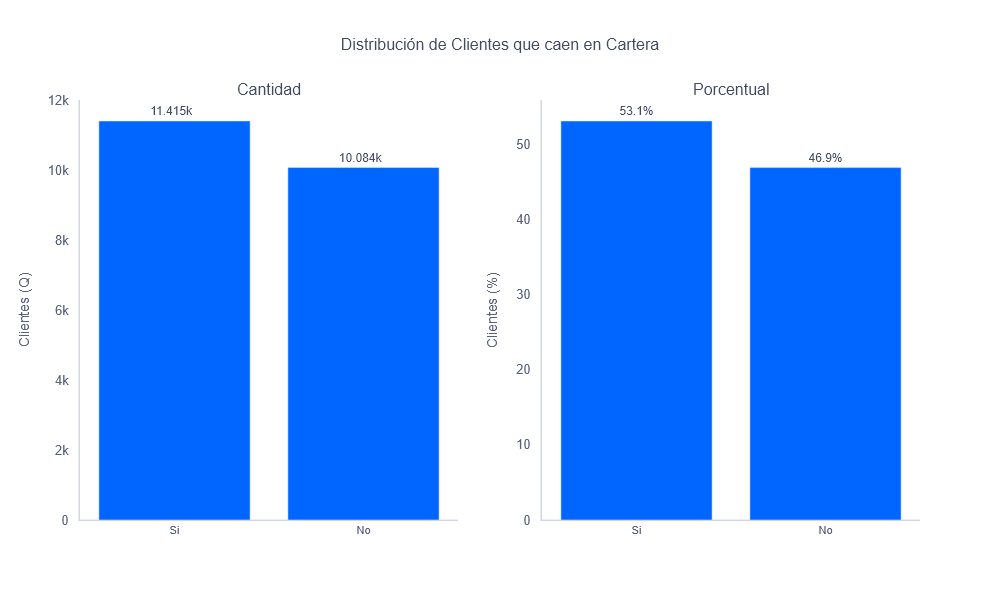 Distribución de Clientes que caen en Cartera
Cantidad
12k
10k
8k
6k
4k
2k
0
Clientes (Q)
11.415k
10.084k
Si
No
Porcentual
50
40
30
20
10
0
Clientes (%)
53.1%
46.9%
Si
No